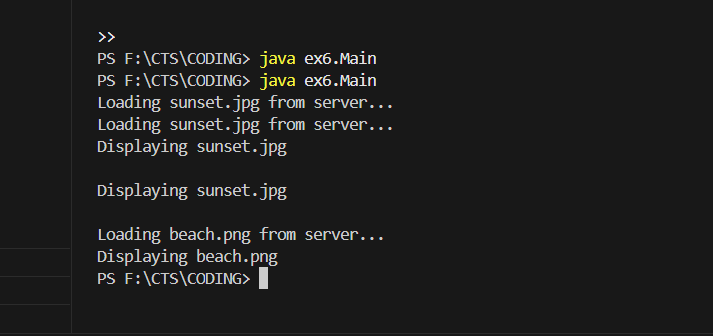 >>
PS F:\CTS\CODING> java ex6.Main
PS F:\CTS\CODING> java ex6.Main
Loading sunset.jpg from server...
Loading sunset.jpg from server...
Displaying sunset.jpg
Displaying sunset.jpg
Loading beach.png from server...
Displaying beach.png
PS F:\CTS\CODING>